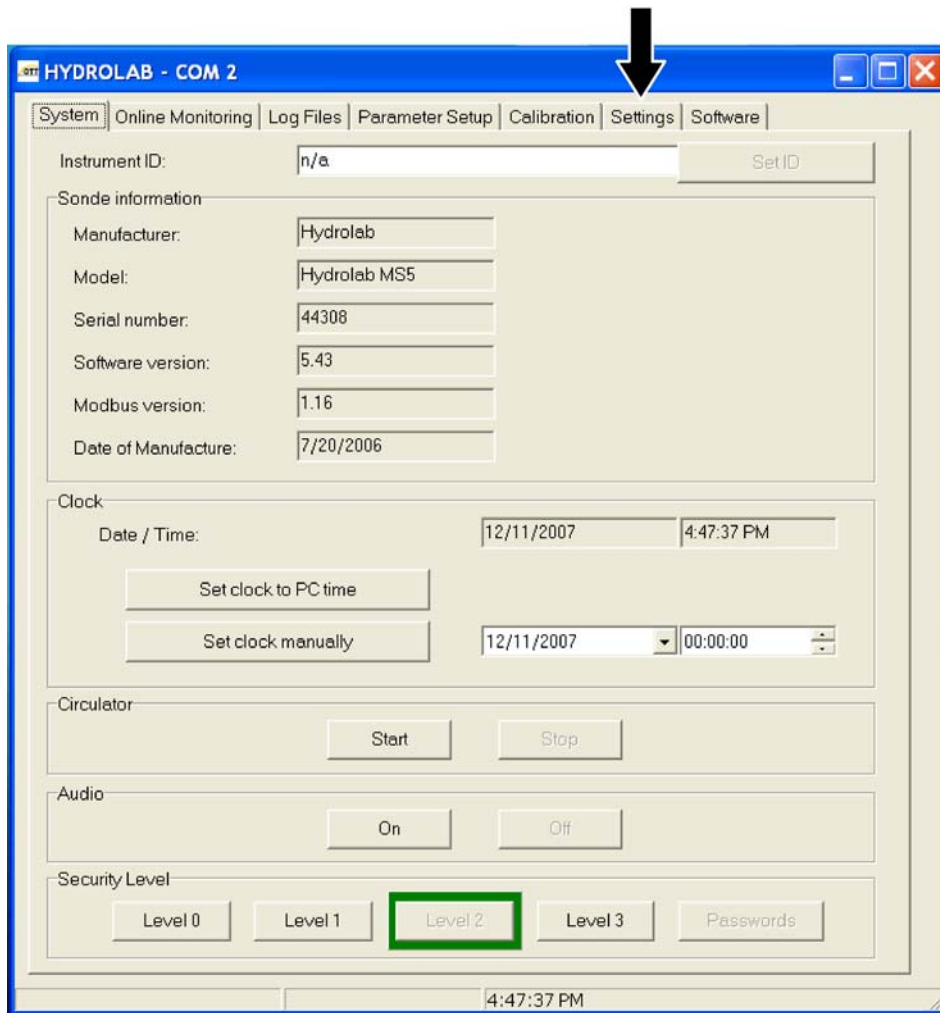 OTT HYDROLAB - COM 2
System Online Monitoring Log Files Parameter Setup Calibration Settings Software
Instrument ID: n/a Set ID
Sonde information
Manufacturer: Hydrolab
Model: Hydrolab MS5
Serial number: 44308
Software version: 5.43
Modbus version: 1.16
Date of Manufacture: 7/20/2006
Clock
Date / Time: 12/11/2007 4:47:37 PM
Set clock to PC time
Set clock manually 12/11/2007 00:00:00
Circulator
Start Stop
Audio
On Off
Security Level
Level 0 Level 1 Level 2 Level 3 Passwords
4:47:37 PM